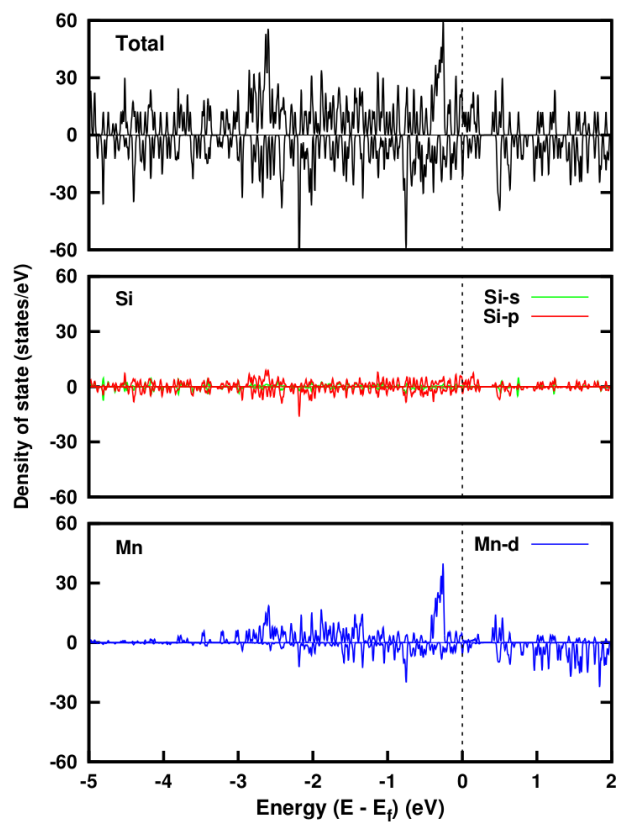 Density of state (states/eV)
Total
60
30
0
-30
-60
Si
Si-s
Si-p
60
30
0
-30
-60
Mn
Mn-d
60
30
0
-30
-60
-5 -4 -3 -2 -1 0 1 2
Energy (E - Ef) (eV)